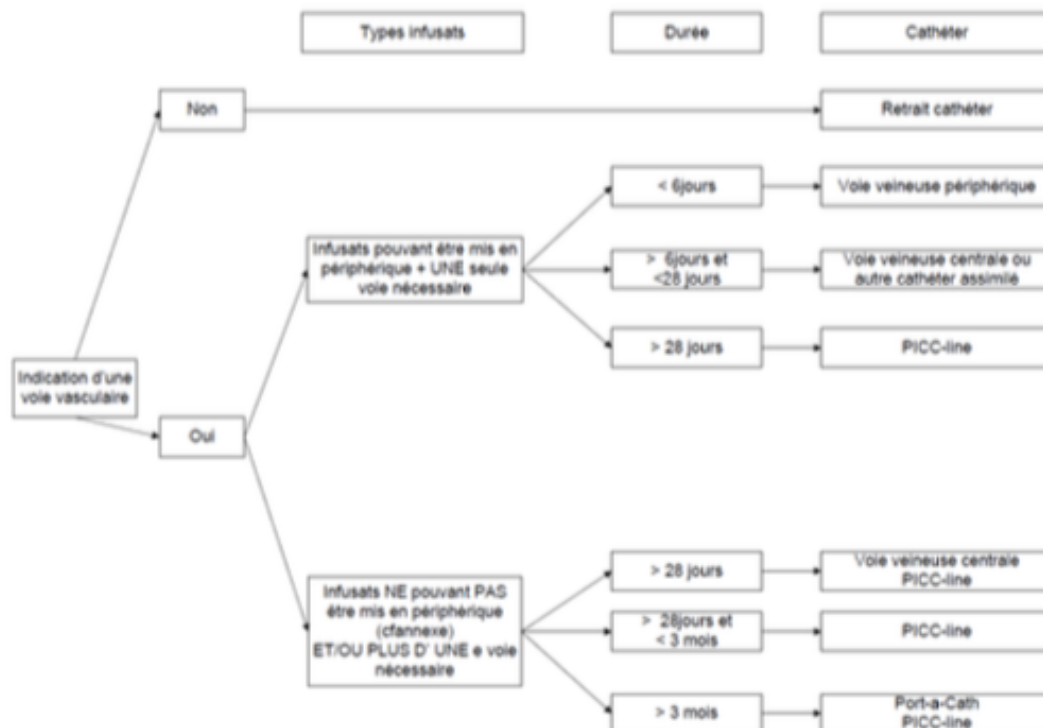 Types infusats
Durée
Cathéter
Non
Retrait cathéter
< 6jours
Voie veineuse périphérique
Infusats pouvant être mis en
périphérique + UNE seule
voie nécessaire
> 6jours et
<28 jours
Voie veineuse centrale ou
autre cathéter assimilé
> 28 jours
PICC-line
Indication d'une
voie vasculaire
Oui
Infusats NE pouvant PAS
être mis en périphérique
(cfannexe)
ET/OU PLUS D' UNE e voie
nécessaire
> 28 jours
Voie veineuse centrale
PICC-line
> 28jours et
< 3 mois
PICC-line
> 3 mois
Port-a-Cath
PICC-line